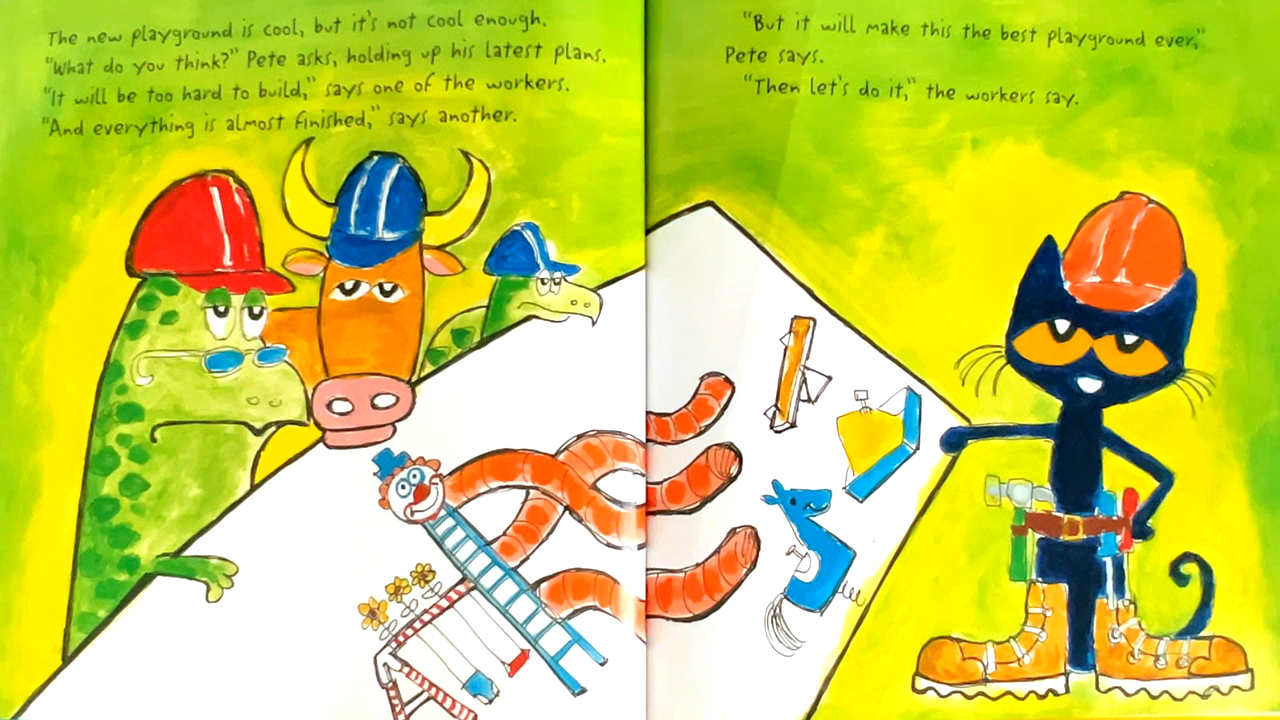 The new playground is cool, but it's not cool enough.
"What do you think?" Pete asks, holding up his latest plans.
"It will be too hard to build," says one of the workers.
"And everything is almost finished," says another.
"But it will make this the best playground ever,"
Pete says.
"Then let's do it," the workers say.